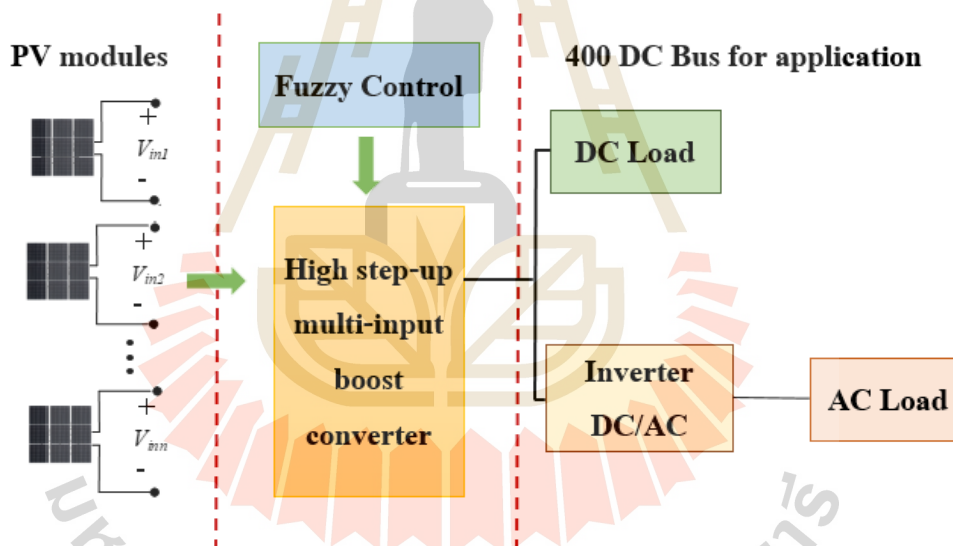 PV modules
+
Vin1
-
+
Vin2
-
+
Vinn
-
Fuzzy Control
High step-up
multi-input
boost
converter
400 DC Bus for application
DC Load
Inverter
DC/AC
AC Load